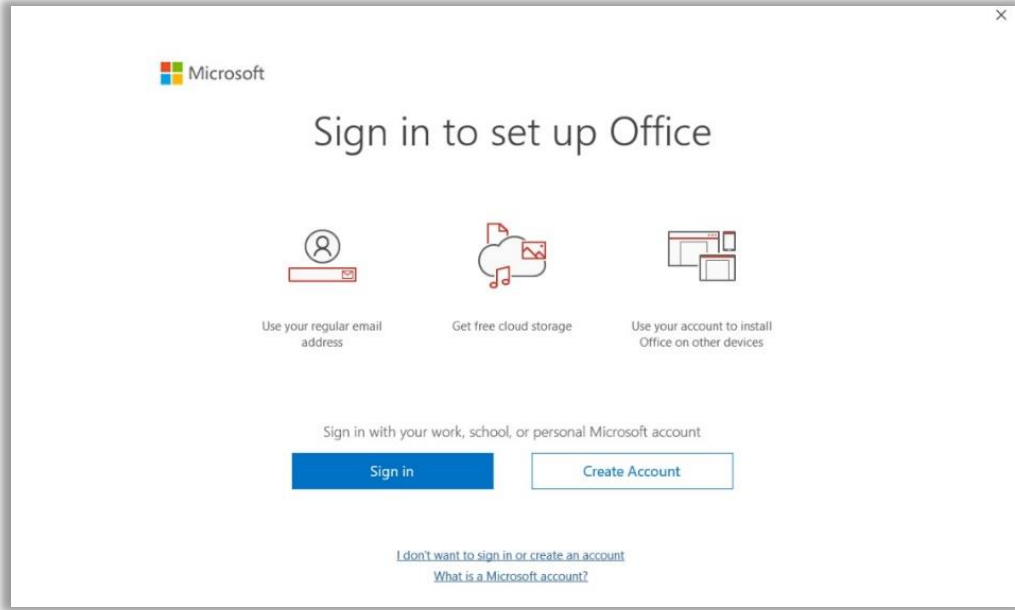 Microsoft
Sign in to set up Office
Use your regular email
address
Get free cloud storage
Use your account to install
Office on other devices
Sign in with your work, school, or personal Microsoft account
Sign in
Create Account
I don't want to sign in or create an account
What is a Microsoft account?